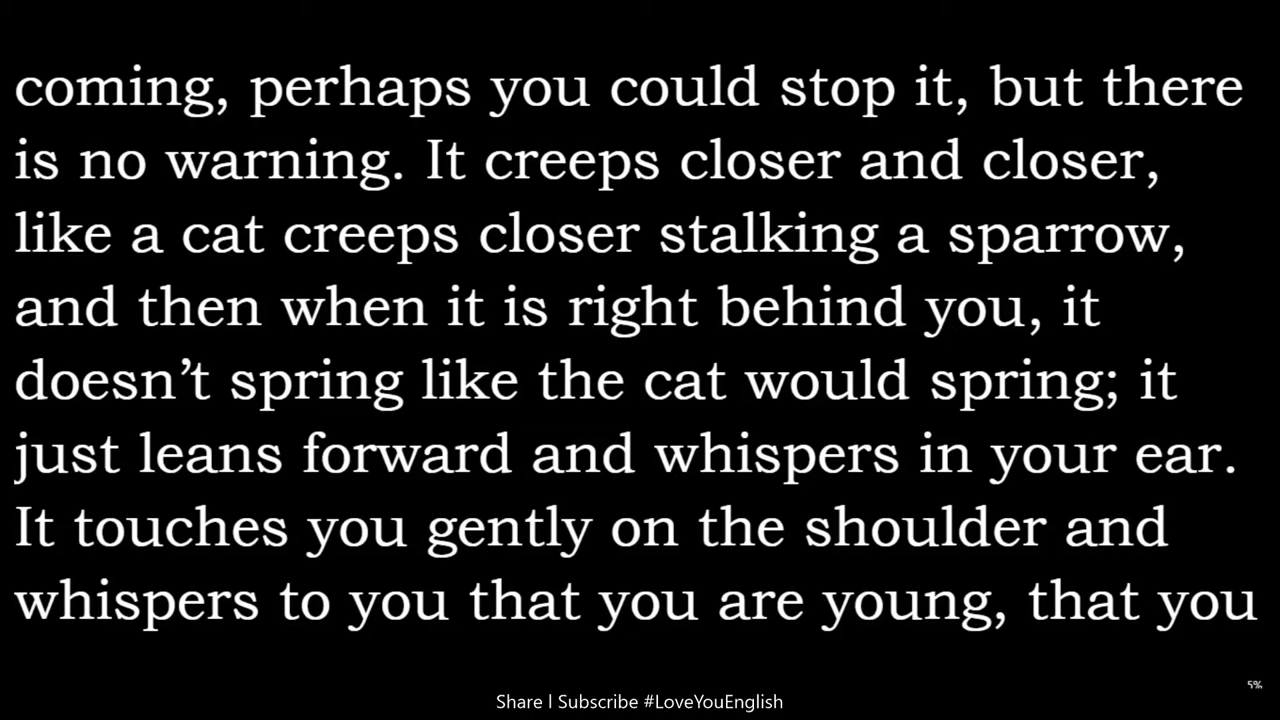 coming, perhaps you could stop it, but there
is no warning. It creeps closer and closer,
like a cat creeps closer stalking a sparrow,
and then when it is right behind you, it
doesn’t spring like the cat would spring; it
just leans forward and whispers in your ear.
It touches you gently on the shoulder and
whispers to you that you are young, that you
5%
Share | Subscribe #LoveYouEnglish